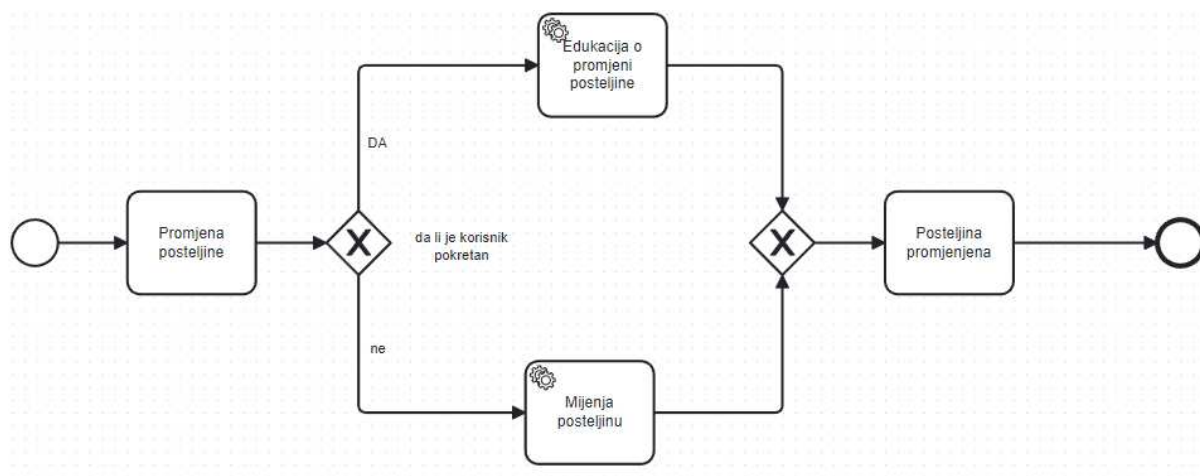 Edukacija o
promjeni
posteljine
DA
Promjena
posteljine
da li je korisnik
pokretan
Posteljina
promjenjena
ne
Mijenja
posteljinu